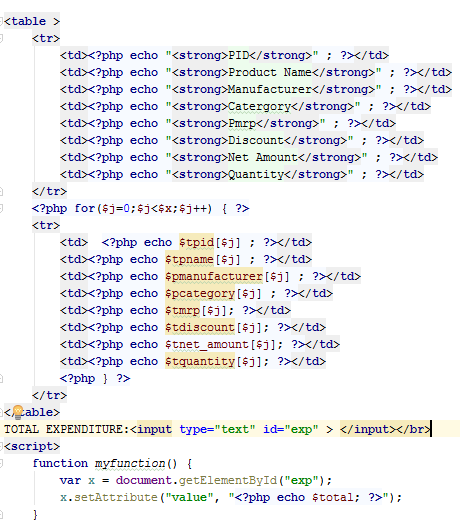 <table >
<tr>
<td><?php echo "<strong>PID</strong>" ; ?></td>
<td><?php echo "<strong>Product Name</strong>" ; ?></td>
<td><?php echo "<strong>Manufacturer</strong>" ; ?></td>
<td><?php echo "<strong>Catergory</strong>" ; ?></td>
<td><?php echo "<strong>Pmrp</strong>" ; ?></td>
<td><?php echo "<strong>Discount</strong>" ; ?></td>
<td><?php echo "<strong>Net Amount</strong>" ; ?></td>
<td><?php echo "<strong>Quantity</strong>" ; ?></td>
</tr>
<?php for($j=0;$j<$x;$j++) { ?>
<tr>
<td>  <?php echo $tpid[$j] ; ?></td>
<td><?php echo $tpname[$j] ; ?></td>
<td><?php echo $pmanufacturer[$j] ; ?></td>
<td><?php echo $pcategory[$j] ; ?></td>
<td><?php echo $tmrp[$j]; ?></td>
<td><?php echo $tdiscount[$j]; ?></td>
<td><?php echo $tnet_amount[$j]; ?></td>
<td><?php echo $tquantity[$j]; ?></td>
<?php } ?>
</tr>
</table>
TOTAL EXPENDITURE:<input type="text" id="exp" > </input></br>
<script>
function myfunction() {
var x = document.getElementById("exp");
x.setAttribute("value", "<?php echo $total; ?>");
}